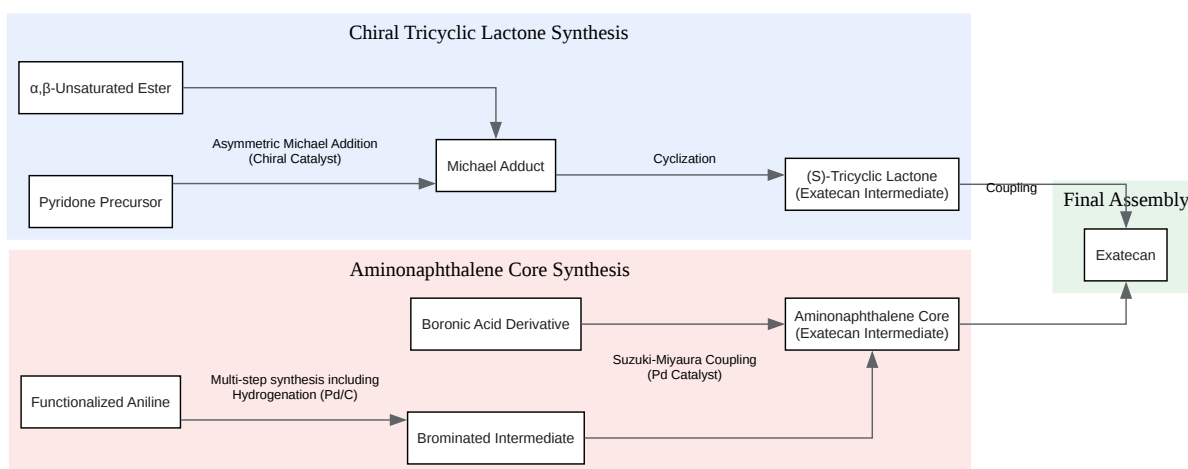 Chiral Tricyclic Lactone Synthesis
α,β-Unsaturated Ester
Asymmetric Michael Addition
(Chiral Catalyst)
Michael Adduct
Cyclization
(S)-Tricyclic Lactone
(Exatecan Intermediate)
Pyridone Precursor
Coupling
Final Assembly
Exatecan
Aminonaphthalene Core Synthesis
Boronic Acid Derivative
Aminonaphthalene Core
(Exatecan Intermediate)
Suzuki-Miyaura Coupling
(Pd Catalyst)
Functionalized Aniline
Multi-step synthesis including
Hydrogenation (Pd/C)
Brominated Intermediate